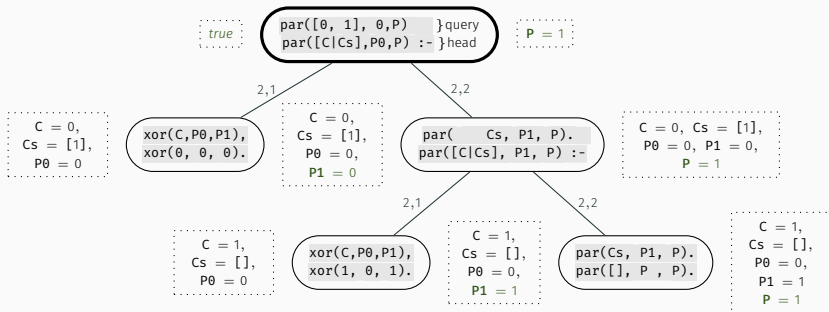 true
par([0, 1], 0,P) }query
par([C|Cs],P0,P) :- }head
P = 1
2,1
2,2
C = 0,
Cs = [1],
P0 = 0
xor(C,P0,P1),
xor(0, 0, 0).
C = 0,
Cs = [1],
P0 = 0,
P1 = 0
par( Cs, P1, P).
par([C|Cs], P1, P) :-
C = 0, Cs = [1],
P0 = 0, P1 = 0,
P = 1
2,1
2,2
C = 1,
Cs = [],
P0 = 0
xor(C,P0,P1),
xor(1, 0, 1).
C = 1,
Cs = [],
P0 = 0,
P1 = 1
par(Cs, P1, P).
par([], P , P).
C = 1,
Cs = [],
P0 = 0,
P1 = 1
P = 1